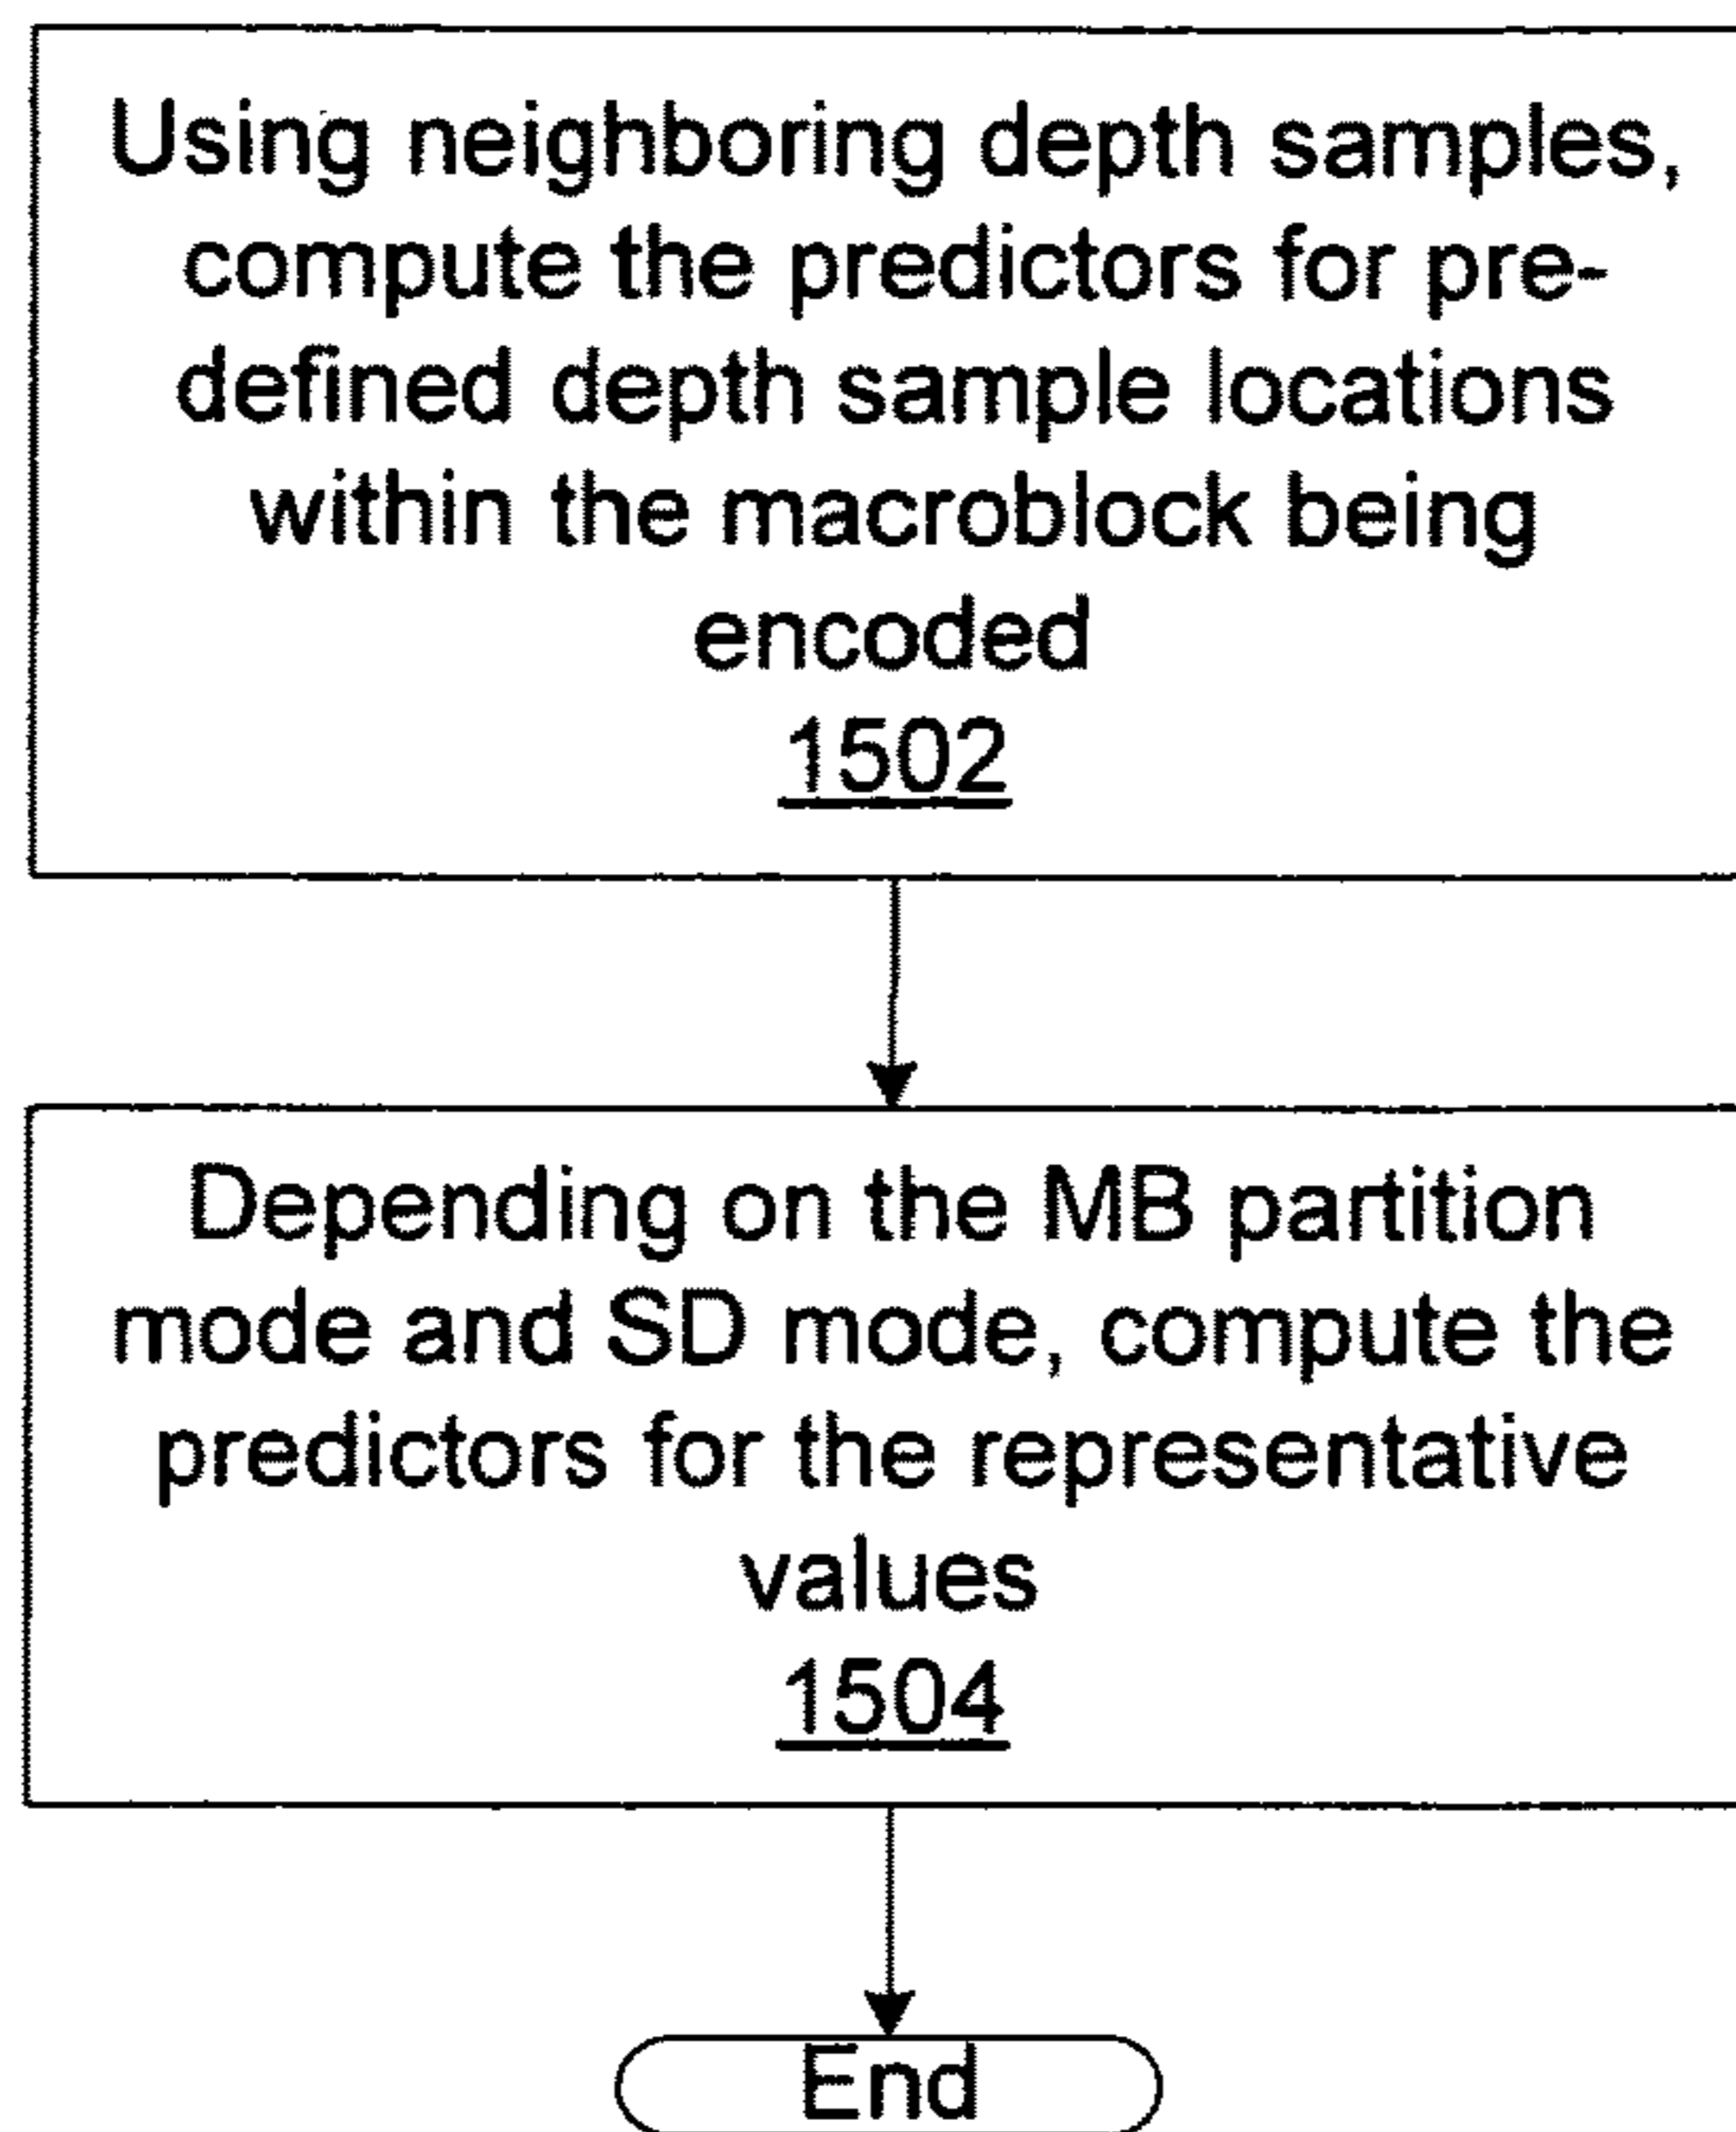 Using neighboring depth samples,
compute the predictors for pre-
defined depth sample locations
within the macroblock being
encoded
1502
Depending on the MB partition
mode and SD mode, compute the
predictors for the representative
values
1504
End